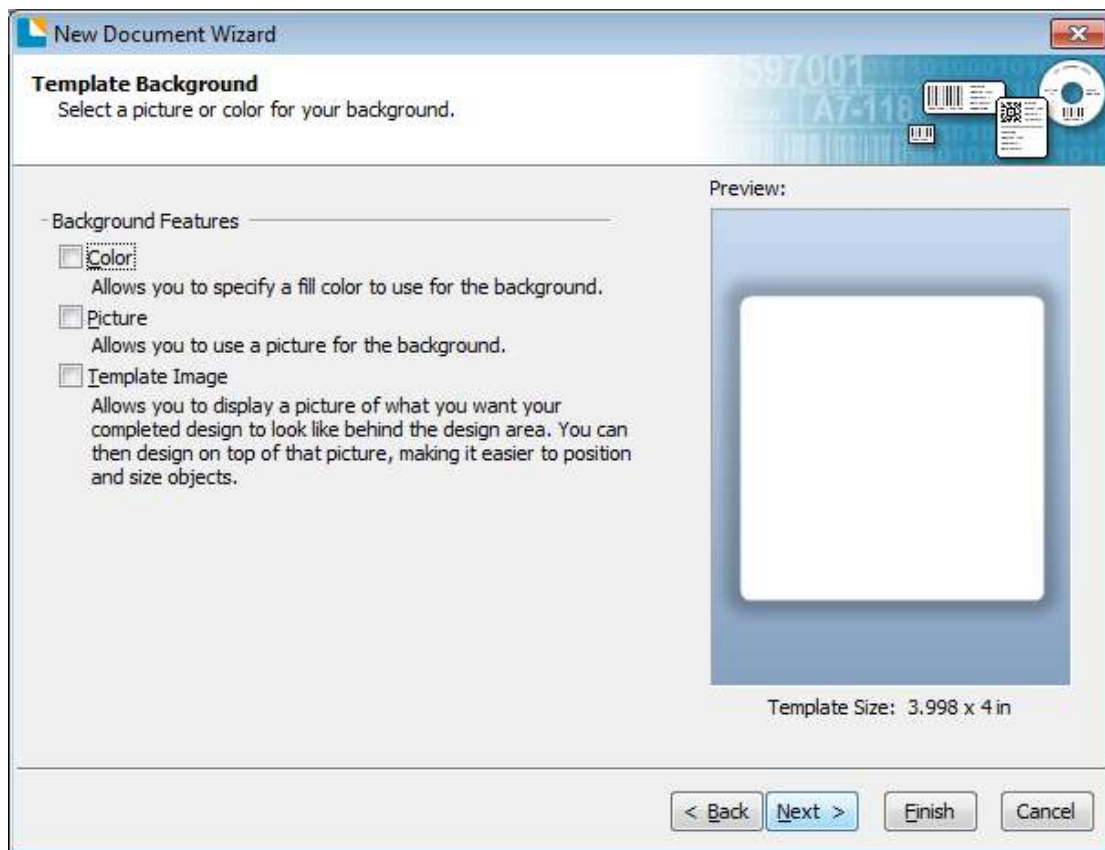 New Document Wizard
Template Background
Select a picture or color for your background.
3597001
A7-118
Preview:
Background Features
Color
Allows you to specify a fill color to use for the background.
Picture
Allows you to use a picture for the background.
Template Image
Allows you to display a picture of what you want your
completed design to look like behind the design area. You can
then design on top of that picture, making it easier to position
and size objects.
Template Size: 3.998 x 4 in
< Back Next > Finish Cancel